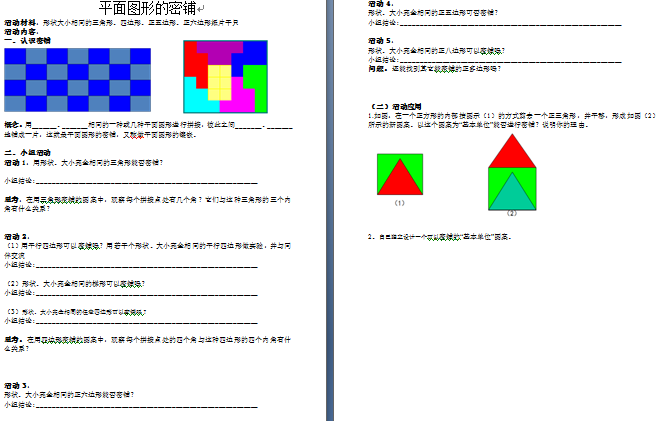 平面图形的密铺
活动材料：形状大小完全相同的三角形、四边形、正五边形、正六边形纸片若干只
活动内容：
一、认识密铺
概念：用______、______相同的一种或几种平面图形进行拼接，彼此之间______、______
地铺成一片，这就是平面图形的密铺，又称做平面图形的镶嵌。
二、小组活动
活动 1、用形状、大小完全相同的三角形能否密铺？
小组结论：
思考：在用三角形密铺的图案中，观察每个拼接点处有几个角？它们与这种三角形的三个内
角有什么关系？
活动 2、
（1）用平行四边形可以密铺吗？用若干个形状、大小完全相同的平行四边形做实验，并与同
伴交流
小组结论：
（2）形状、大小完全相同的梯形可以密铺吗？
小组结论：
（3）形状、大小完全相同的任意四边形可以密铺吗？
小组结论：
思考：在用四边形密铺的图案中，观察每个拼接点处的四个角与这种四边形的四个内角有什
么关系？
活动 3、
形状、大小完全相同的正六边形能否密铺？
小组结论：
活动 4、
形状、大小完全相同的正五边形可否密铺？
小组结论：
活动 5、
形状、大小完全相同的正八边形可以密铺吗？
小组结论：
问题：还能找到其它能密铺的正多边形吗？
（二）活动应用
1.如图，在一个正方形的内部按图示（1）的方式剪去一个正三角形，并平移，形成如图（2）
所示的新图案。以这个图案为“基本单位”能否进行密铺？说明你的理由。
（1）
（2）
2、自己独立设计一个可以密铺的“基本单位”图案。